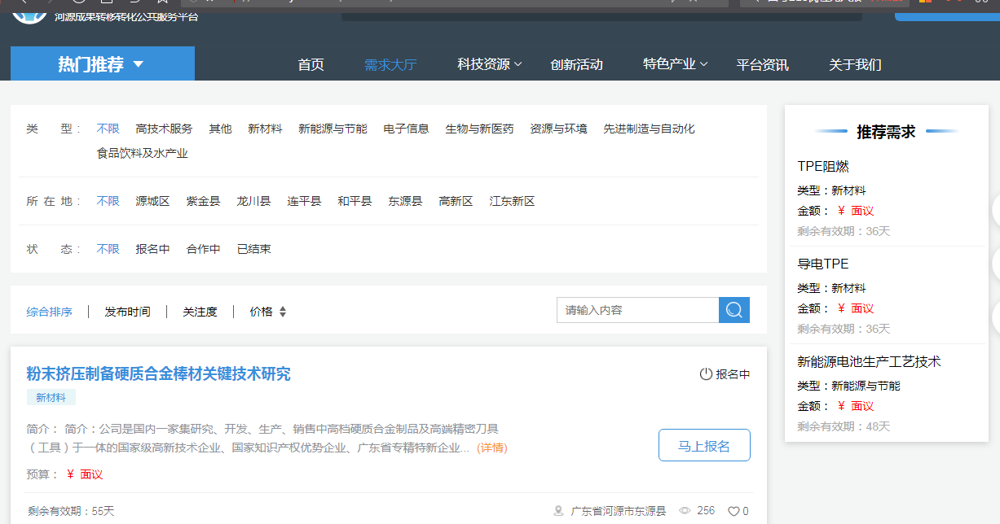 河源成果转移转化公共服务平台
热门推荐
首页 需求大厅 科技资源 创新活动 特色产业 平台资讯 关于我们
类 型： 不限 高技术服务 其他 新材料 新能源与节能 电子信息 生物与新医药 资源与环境 先进制造与自动化
食品饮料及水产业
所 在 地： 不限 源城区 紫金县 龙川县 连平县 和平县 东源县 高新区 江东新区
状 态： 不限 报名中 合作中 已结束
综合排序 | 发布时间 | 关注度 | 价格
请输入内容
粉末挤压制备硬质合金棒材关键技术研究
报名中
新材料
简介： 简介：公司是国内一家集研究、开发、生产、销售中高档硬质合金制品及高端精密刀具
（工具）于一体的国家级高新技术企业、国家知识产权优势企业、广东省专精特新企业... (详情)
马上报名
预算： ¥ 面议
剩余有效期：55天
广东省河源市东源县 256 0
推荐需求
TPE阻燃
类型：新材料
金额： ¥ 面议
剩余有效期：36天
导电TPE
类型：新材料
金额： ¥ 面议
剩余有效期：36天
新能源电池生产工艺技术
类型：新能源与节能
金额： ¥ 面议
剩余有效期：48天